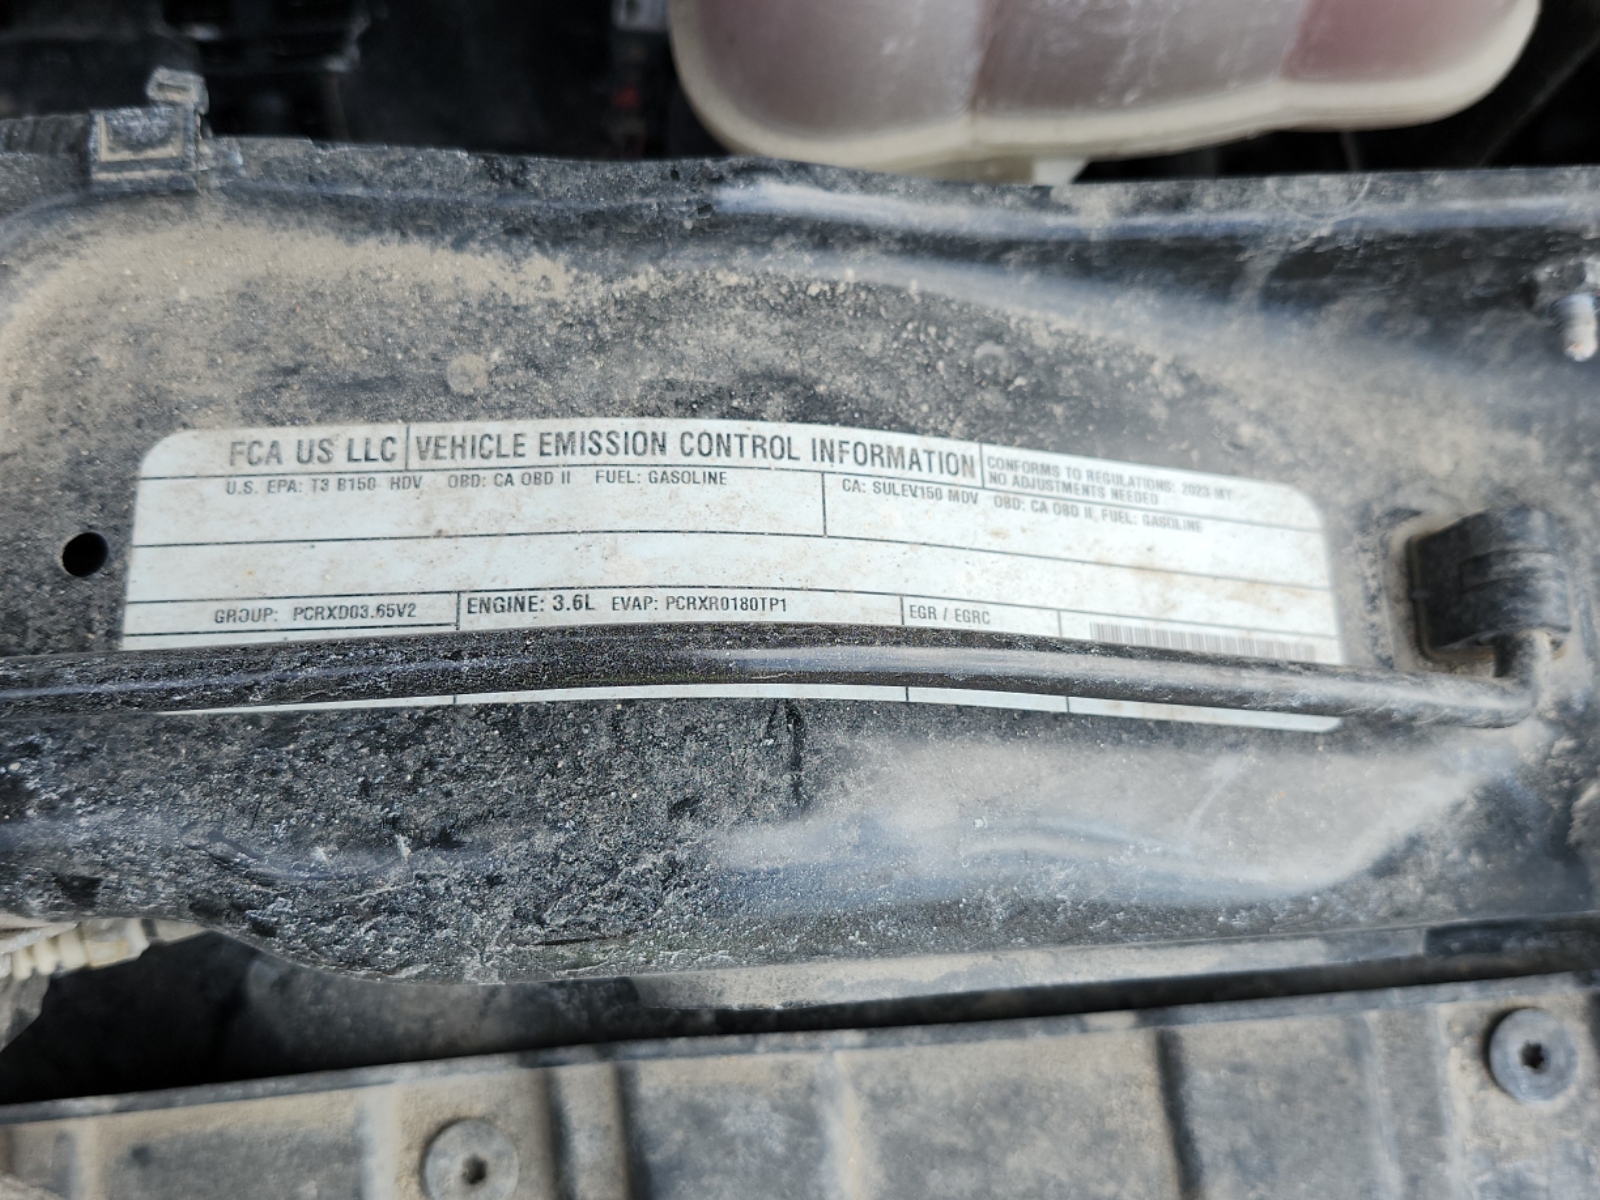 FCA US LLC VEHICLE EMISSION CONTROL INFORMATION
CONFORMS TO REGULATIONS: 2023 MY
NO ADJUSTMENTS NEEDED
U.S. EPA: T3 B150 HDV OBD: CA OBD II FUEL: GASOLINE
CA: SULEV150 MDV OBD: CA OBD II, FUEL: GASOLINE
GROUP: PCRXD03.65V2 ENGINE: 3.6L EVAP: PCRXR0180TP1 EGR / EGRC